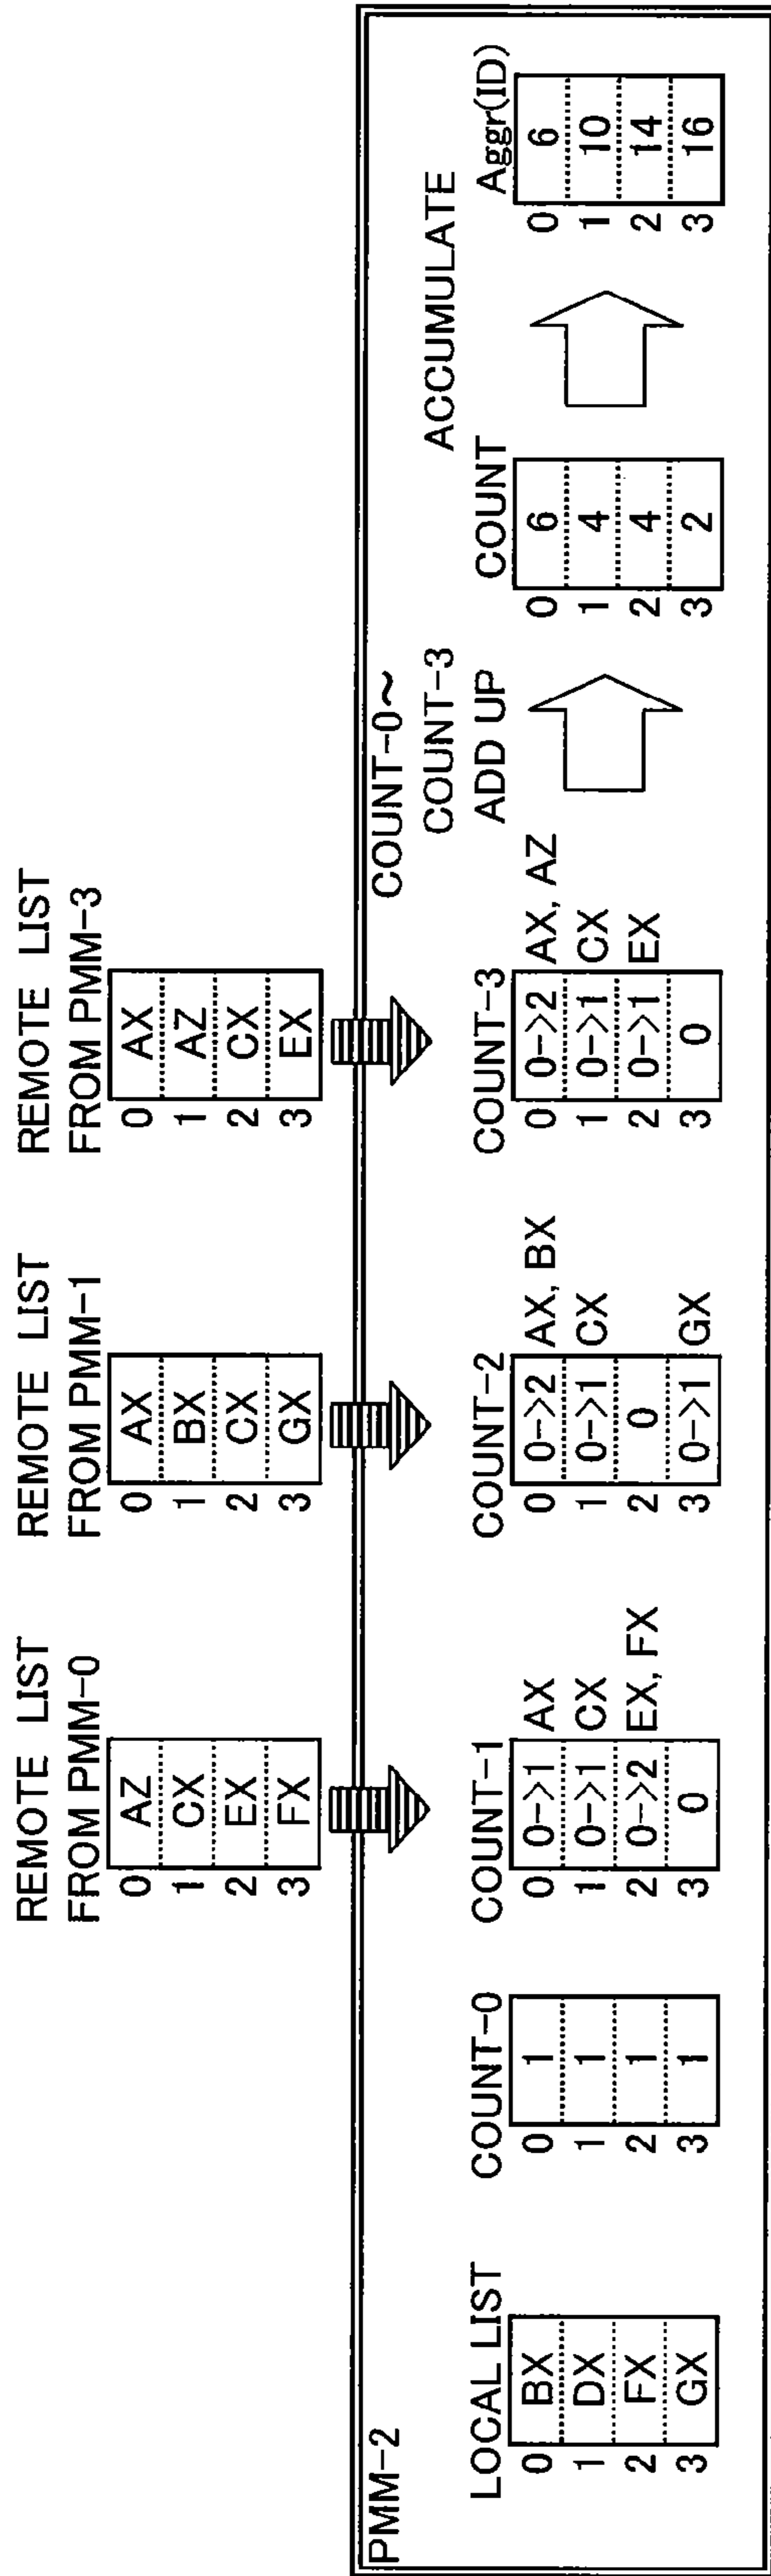 REMOTE LIST
FROM PMM-0
0 AZ
1 CX
2 EX
3 FX
REMOTE LIST
FROM PMM-1
0 AX
1 BX
2 CX
3 GX
REMOTE LIST
FROM PMM-3
0 AX
1 AZ
2 CX
3 EX
PMM-2
LOCAL LIST
0 BX
1 DX
2 FX
3 GX
COUNT-0
0 1
1 1
2 1
3 1
COUNT-1
0 0->1 AX
1 0->1 CX
2 0->2 EX, FX
3 0
COUNT-2
0 0->2 AX, BX
1 0->1 CX
2 0
3 0->1 GX
COUNT-3
0 0->2 AX, AZ
1 0->1 CX
2 0->1 EX
3 0
COUNT-0~
COUNT-3
ADD UP
COUNT
0 6
1 4
2 4
3 2
ACCUMULATE
Aggr(ID)
0 6
1 10
2 14
3 16